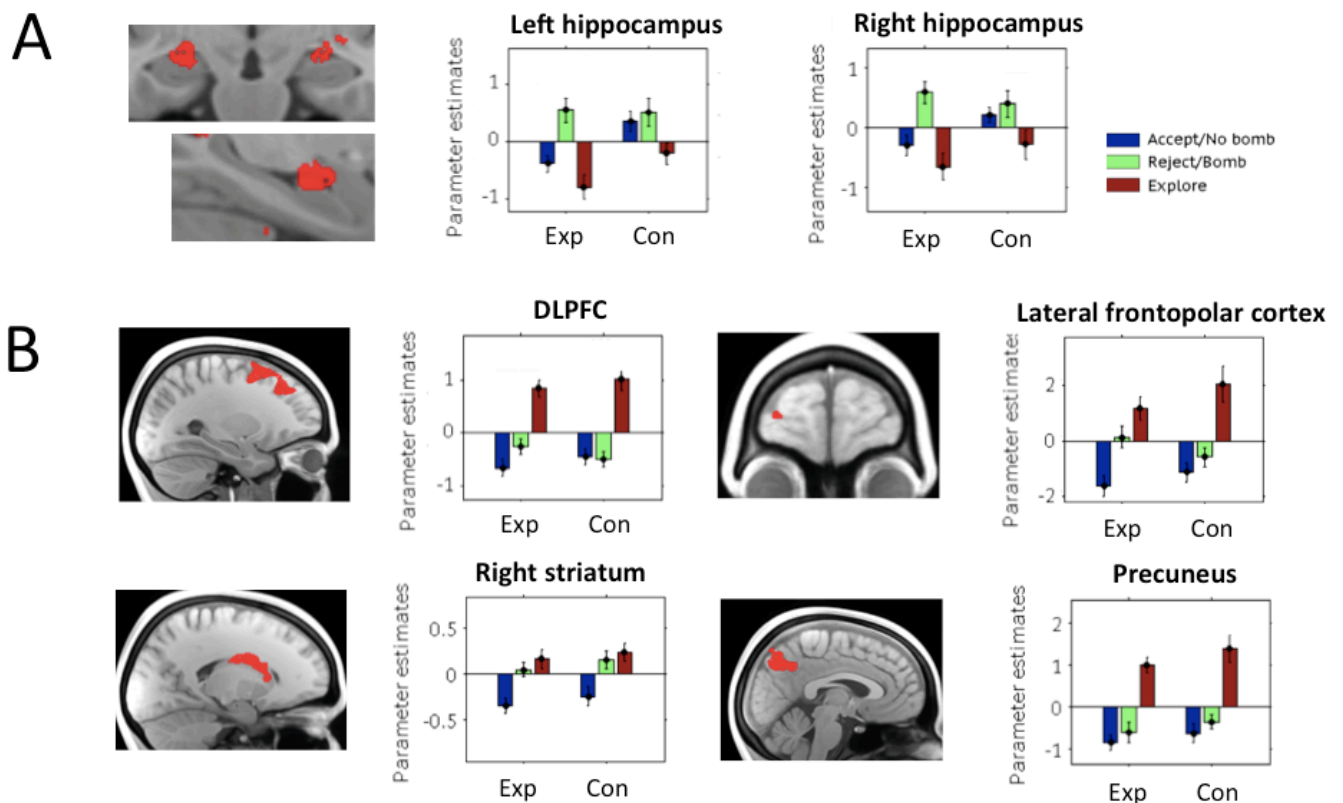 A
Left hippocampus
Parameter estimates
1
0
-1
Exp Con
Right hippocampus
Parameter estimates
1
0
-1
Exp Con
Accept/No bomb
Reject/Bomb
Explore
B
DLPFC
Parameter estimates
1
0
-1
Exp Con
Lateral frontopolar cortex
Parameter estimates
2
0
-2
Exp Con
Right striatum
Parameter estimates
0.5
0
-0.5
Exp Con
Precuneus
Parameter estimates
2
1
0
-1
Exp Con